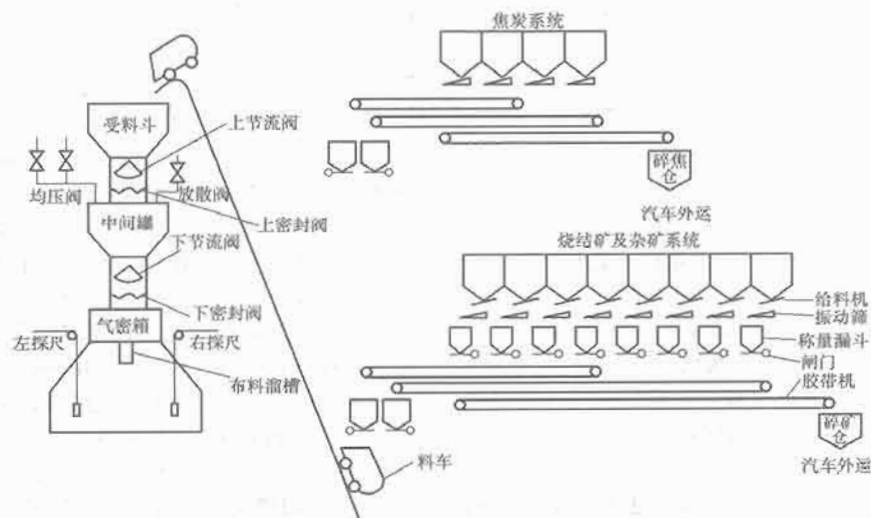 焦炭系统
受料斗
上节流阀
均压阀
放散阀
上密封阀
中间罐
下节流阀
下密封阀
气密箱
左探尺
右探尺
布料溜槽
碎焦
仓
汽车外运
烧结矿及杂矿系统
给料机
振动筛
称量漏斗
闸门
胶带机
碎矿
仓
汽车外运
料车